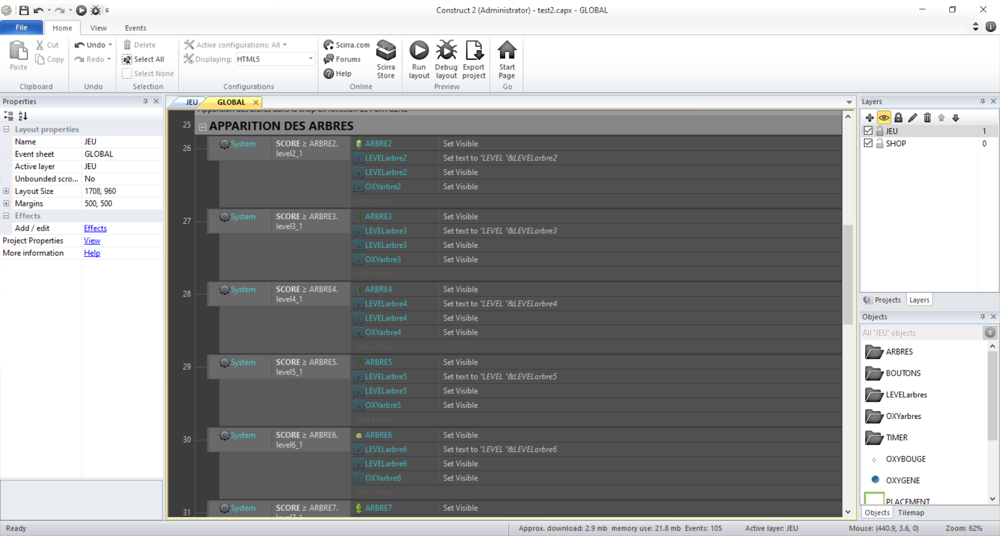 Construct 2 (Administrator) - test2.capx - GLOBAL
File Home View Events
Paste Cut Copy Clipboard
Undo Redo Undo
Delete Select All Select None Selection
Active configurations: All
Displaying: HTML5
Configurations
Scirra.com Forums Help Scirra Store Online
Run layout Debug layout Export project Preview
Start Page Go
Properties
Layout properties
Name JEU
Event sheet GLOBAL
Active layer JEU
Unbounded scro... No
Layout Size 1708, 960
Margins 500, 500
Effects
Add / edit Effects
Project Properties View
More information Help
JEU GLOBAL
Apparition des arbres dans le shop en fonction de l'OXYGENE
25 APPARITION DES ARBRES
26 System SCORE ≥ ARBRE2. level2_1 ARBRE2 Set Visible
LEVELarbre2 Set text to "LEVEL "&LEVELarbre2
LEVELarbre2 Set Visible
OXYarbre2 Set Visible
Add action
27 System SCORE ≥ ARBRE3. level3_1 ARBRE3 Set Visible
LEVELarbre3 Set text to "LEVEL "&LEVELarbre3
LEVELarbre3 Set Visible
OXYarbre3 Set Visible
Add action
28 System SCORE ≥ ARBRE4. level4_1 ARBRE4 Set Visible
LEVELarbre4 Set text to "LEVEL "&LEVELarbre4
LEVELarbre4 Set Visible
OXYarbre4 Set Visible
Add action
29 System SCORE ≥ ARBRE5. level5_1 ARBRE5 Set Visible
LEVELarbre5 Set text to "LEVEL "&LEVELarbre5
LEVELarbre5 Set Visible
OXYarbre5 Set Visible
Add action
30 System SCORE ≥ ARBRE6. level6_1 ARBRE6 Set Visible
LEVELarbre6 Set text to "LEVEL "&LEVELarbre6
LEVELarbre6 Set Visible
OXYarbre6 Set Visible
Add action
31 System SCORE ≥ ARBRE7. level7_1 ARBRE7 Set Visible
Layers
JEU 1
SHOP 0
Projects Layers
Objects
All 'JEU' objects
ARBRES
BOUTONS
LEVELarbres
OXYarbres
TIMER
OXYBOUGE
OXYGENE
PLACEMENT
Objects Tilemap
Ready Approx. download: 2.9 mb memory use: 21.8 mb Events: 105 Active layer: JEU Mouse: (440.9, 3.6, 0) Zoom: 62%